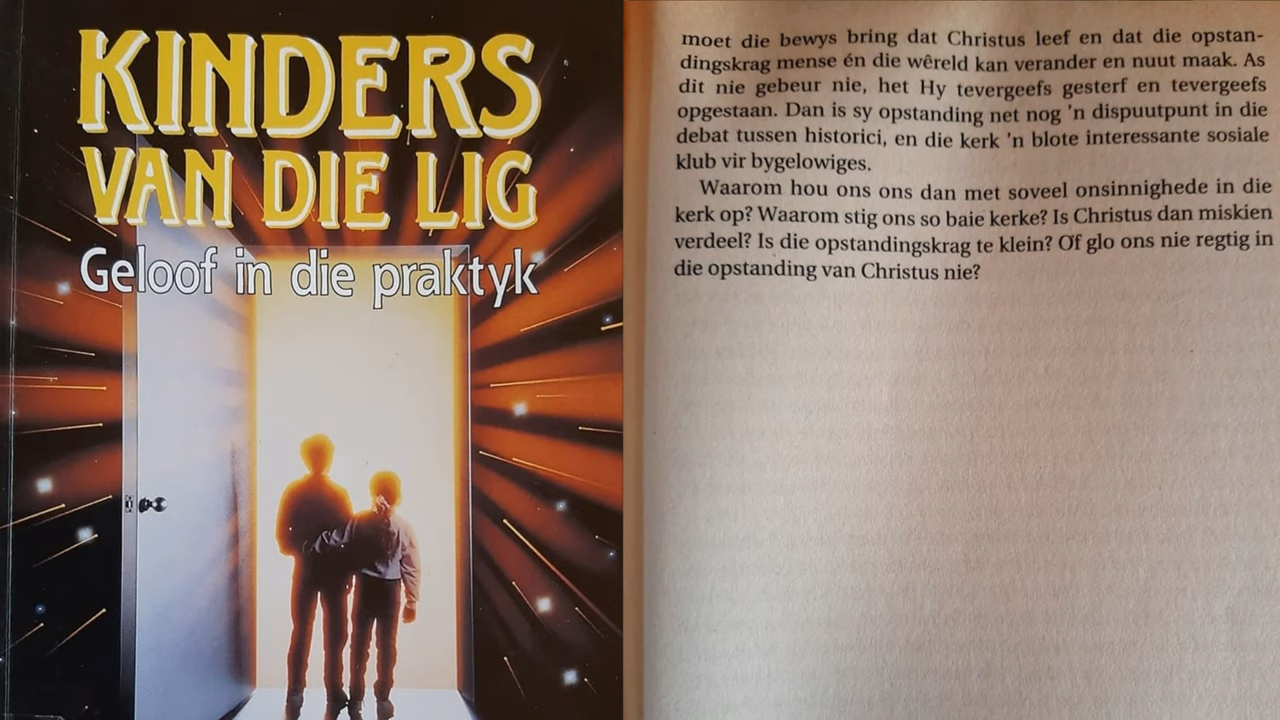 KINDERS
VAN DIE LIG
Geloof in die praktyk
moet die bewys bring dat Christus leef en dat die opstan-
dingskrag mense én die wêreld kan verander en nuut maak. As
dit nie gebeur nie, het Hy tevergeefs gesterf en tevergeefs
opgestaan. Dan is sy opstanding net nog 'n dispuutpunt in die
debat tussen historici, en die kerk 'n blote interessante sosiale
klub vir bygelowiges.
Waarom hou ons ons dan met soveel onsinnighede in die
kerk op? Waarom stig ons so baie kerke? Is Christus dan miskien
verdeel? Is die opstandingskrag te klein? Óf glo ons nie regtig in
die opstanding van Christus nie?